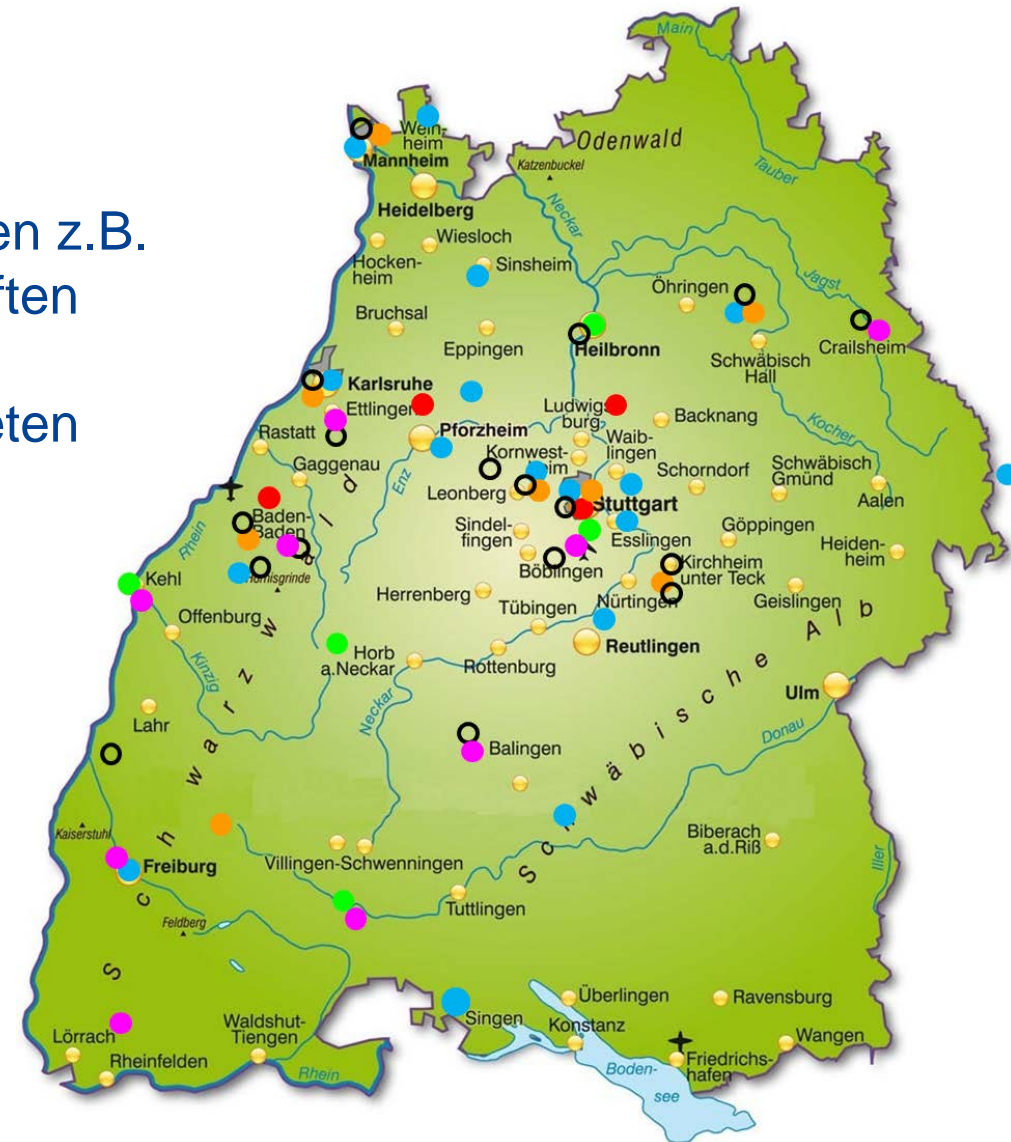 en z.B.
ften
eten
Main
Wein-
heim
Mannheim
Odenwald
Katzenbuckel
Tauber
Heidelberg
Neckar
Wiesloch
Hocken-
heim
Sinsheim
Jagst
Öhringen
Bruchsal
Eppingen
Heilbronn
Crailsheim
Schwäbisch
Hall
Karlsruhe
Ettlingen
Ludwigs-
burg
Backnang
Kocher
Rastatt
Pforzheim
Kornwest-
heim
Waib-
lingen
Gaggenau
Enz
Leonberg
Schorndorf
Schwäbisch
Gmünd
Aalen
Stuttgart
Rhein
Baden-
Baden
Sindel-
fingen
Esslingen
Göppingen
Heiden-
heim
Kehl
Hornisgrinde
Böblingen
Kirchheim
unter Teck
Herrenberg
Nürtingen
Geislingen
Offenburg
Tübingen
Kinzig
Horb
a.Neckar
Rottenburg
Reutlingen
Neckar
Ulm
Lahr
Balingen
Donau
Schwarzwald
Schwäbische Alb
Kaiserstuhl
Freiburg
Villingen-Schwenningen
Biberach
a.d.Riß
Iller
Tuttlingen
Feldberg
Lörrach
Waldshut-
Tiengen
Rheinfelden
Rhein
Singen
Überlingen
Ravensburg
Konstanz
Wangen
Friedrichs-
hafen
Boden-
see